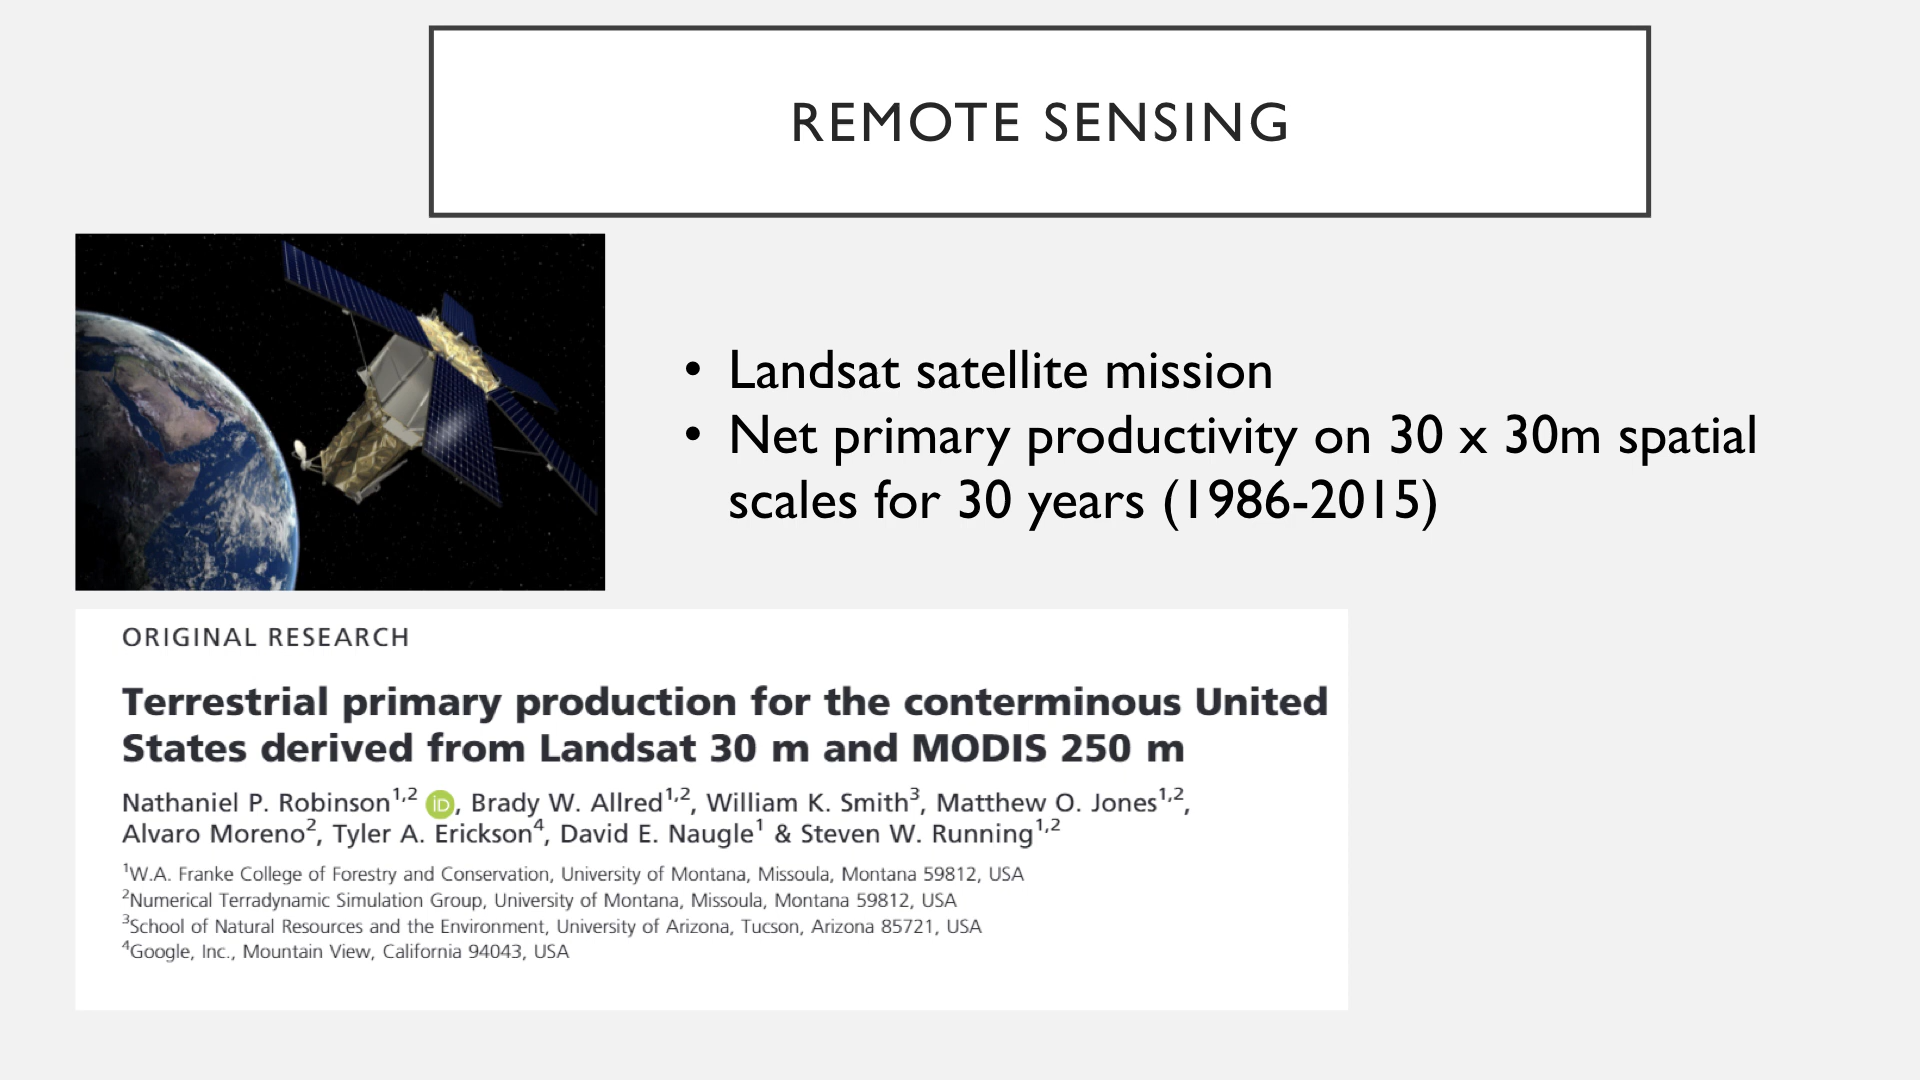 REMOTE SENSING
• Landsat satellite mission
• Net primary productivity on 30 x 30m spatial
scales for 30 years (1986-2015)
ORIGINAL RESEARCH
Terrestrial primary production for the conterminous United
States derived from Landsat 30 m and MODIS 250 m
Nathaniel P. Robinson1,2 iD, Brady W. Allred1,2, William K. Smith3, Matthew O. Jones1,2,
Alvaro Moreno2, Tyler A. Erickson4, David E. Naugle1 & Steven W. Running1,2
1W.A. Franke College of Forestry and Conservation, University of Montana, Missoula, Montana 59812, USA
2Numerical Terradynamic Simulation Group, University of Montana, Missoula, Montana 59812, USA
3School of Natural Resources and the Environment, University of Arizona, Tucson, Arizona 85721, USA
4Google, Inc., Mountain View, California 94043, USA